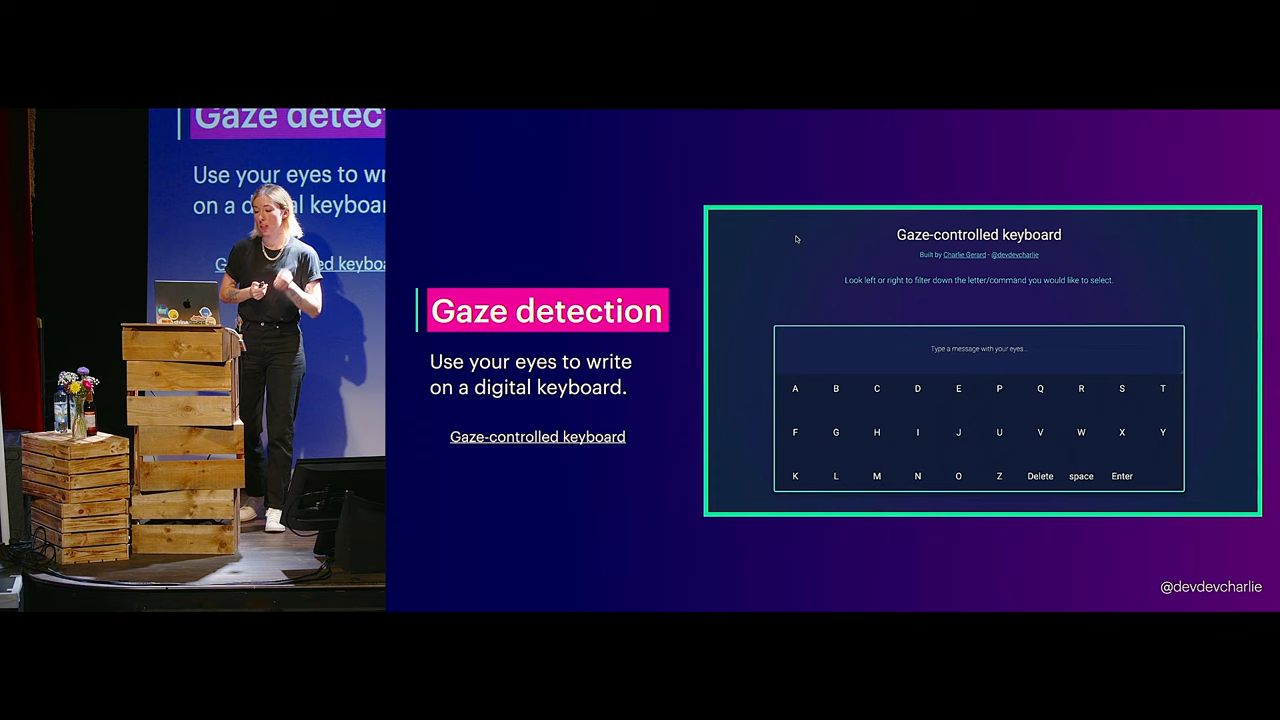 Gaze detec
Use your eyes to wr
on a d l keyboar
G ed keyboa
Gaze detection
Use your eyes to write
on a digital keyboard.
Gaze-controlled keyboard
Gaze-controlled keyboard
Built by Charlie Gerard - @devdevcharlie
Look left or right to filter down the letter/command you would like to select.
Type a message with your eyes...
A B C D E P Q R S T
F G H I J U V W X Y
K L M N O Z Delete space Enter
@devdevcharlie